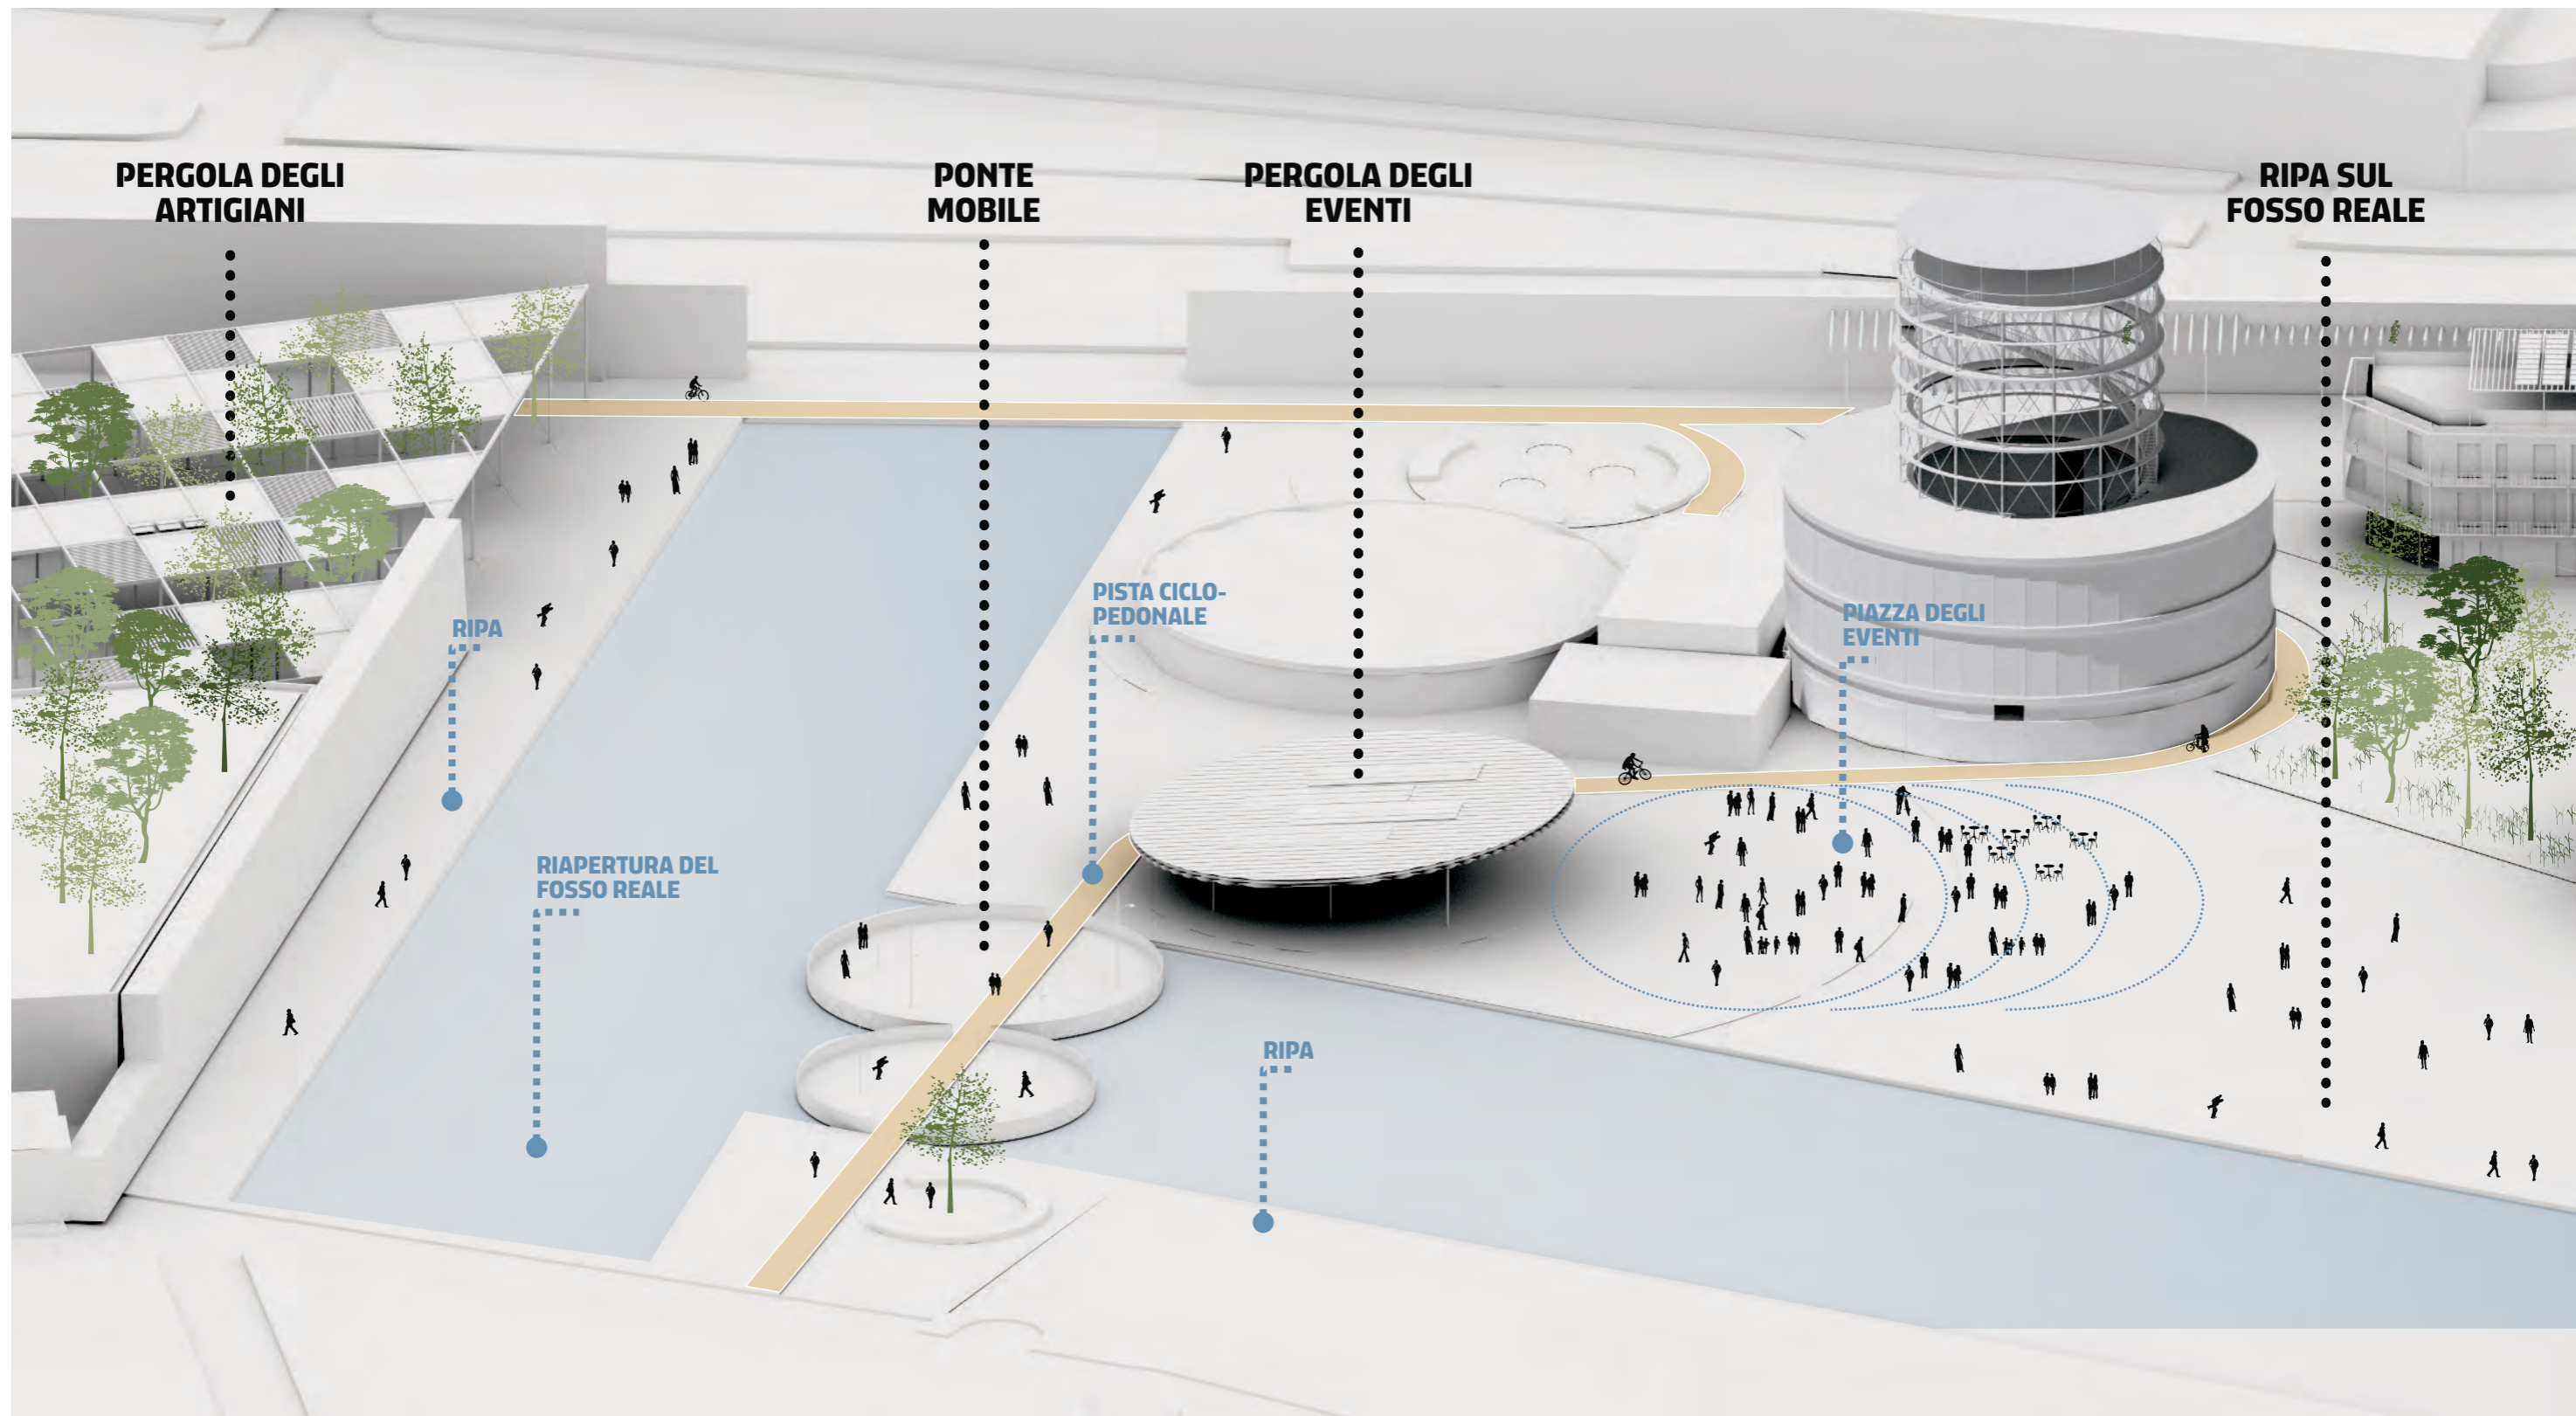 PERGOLA DEGLI
ARTIGIANI
PONTE
MOBILE
PERGOLA DEGLI
EVENTI
RIPA SUL
FOSSO REALE
RIPA
PISTA CICLO-
PEDONALE
PIAZZA DEGLI
EVENTI
RIAPERTURA DEL
FOSSO REALE
RIPA